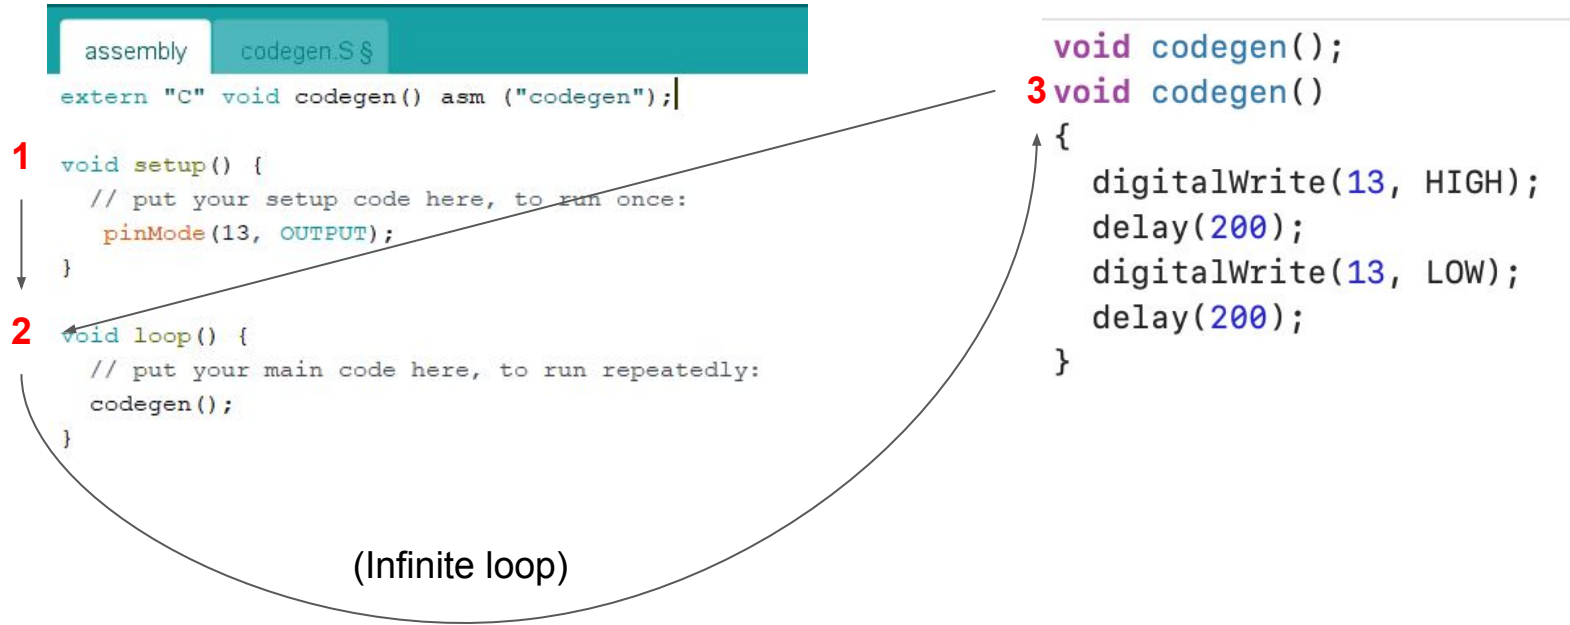 assembly codegen.S §
extern "C" void codegen() asm ("codegen");
1
void setup() {
// put your setup code here, to run once:
pinMode(13, OUTPUT);
}
2
void loop() {
// put your main code here, to run repeatedly:
codegen();
}
(Infinite loop)
void codegen();
3 void codegen()
{
digitalWrite(13, HIGH);
delay(200);
digitalWrite(13, LOW);
delay(200);
}